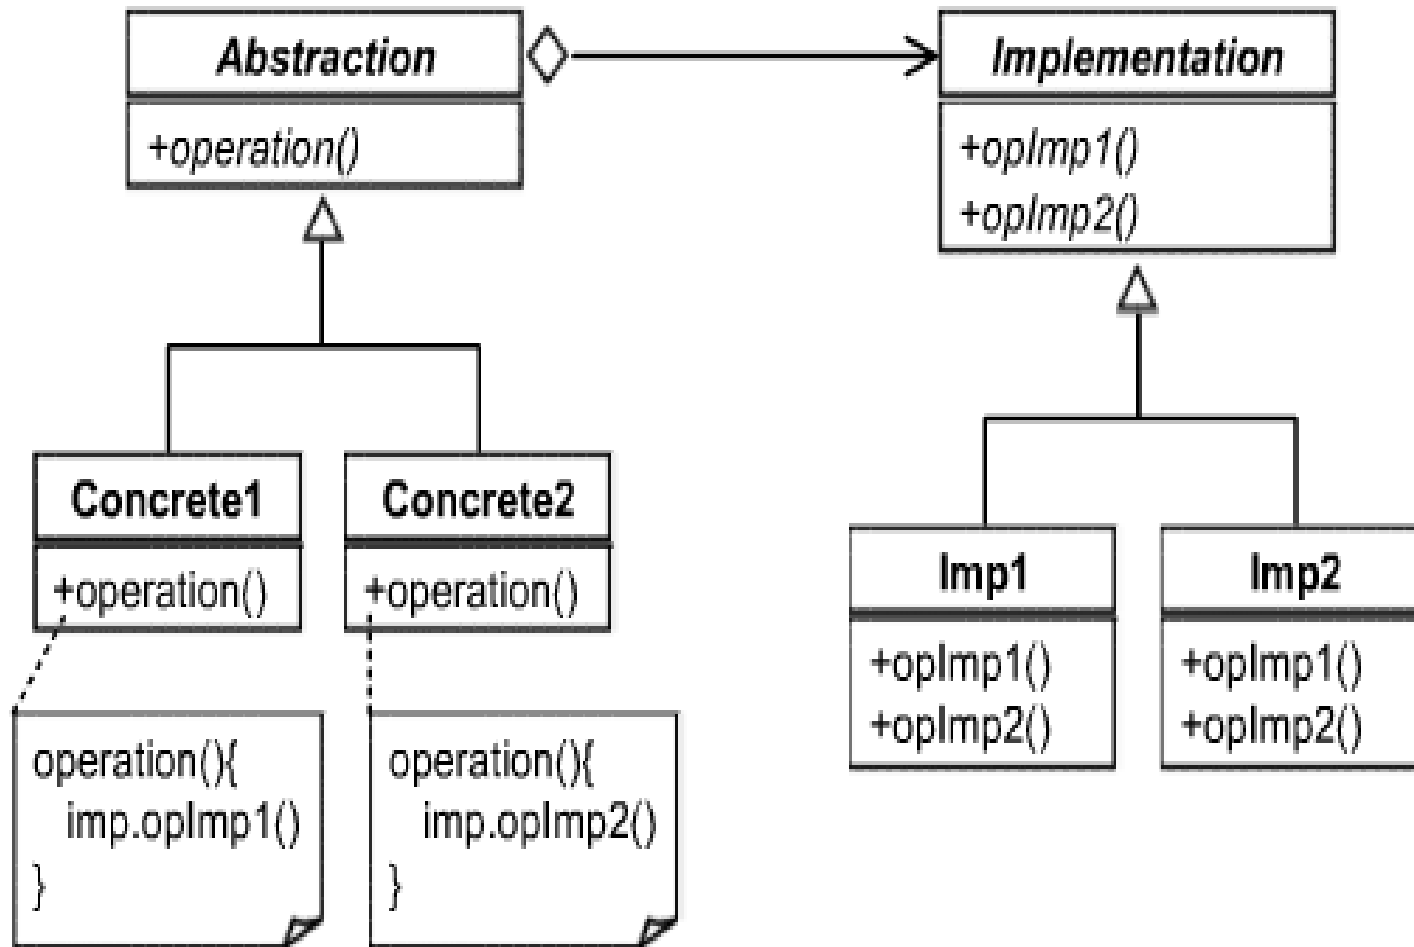 Abstraction
+operation()
Implementation
+opImp1()
+opImp2()
Concrete1
+operation()
Concrete2
+operation()
operation(){
imp.opImp1()
}
operation(){
imp.opImp2()
}
Imp1
+opImp1()
+opImp2()
Imp2
+opImp1()
+opImp2()